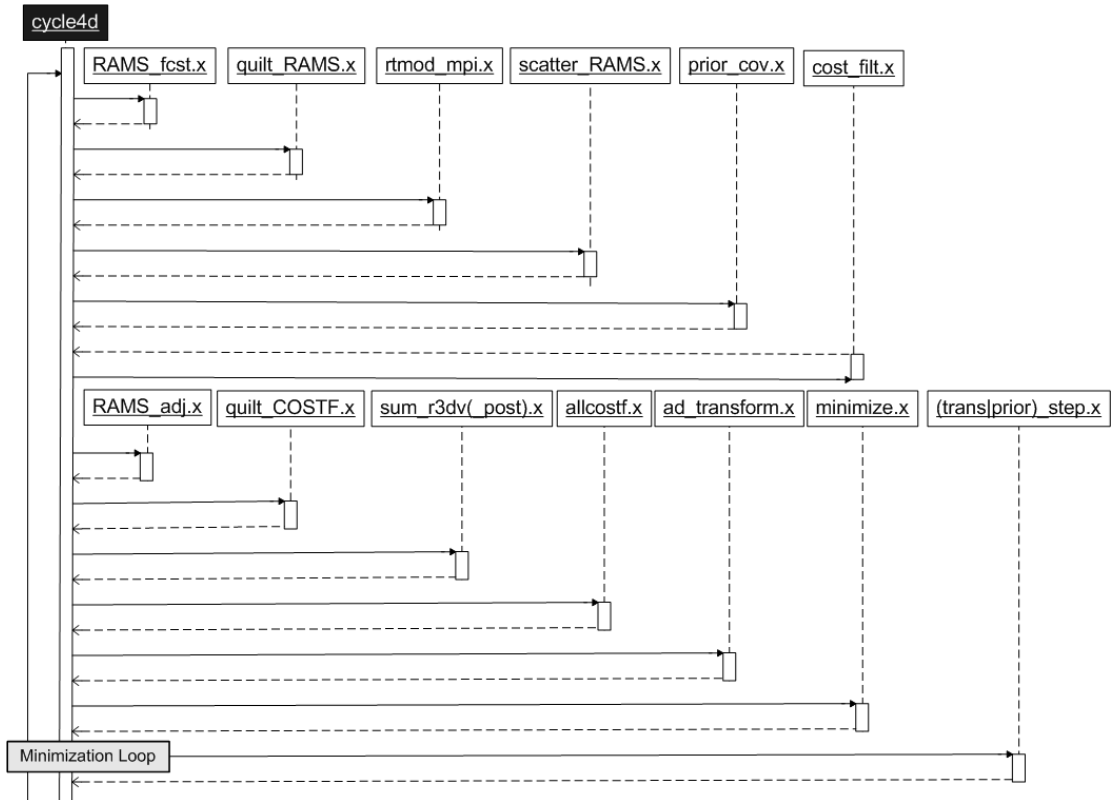 cycle4d
RAMS_fcst.x
quilt_RAMS.x
rtmod_mpi.x
scatter_RAMS.x
prior_cov.x
cost_filt.x
RAMS_adj.x
quilt_COSTF.x
sum_r3dv(_post).x
allcostf.x
ad_transform.x
minimize.x
(trans|prior)_step.x
Minimization Loop